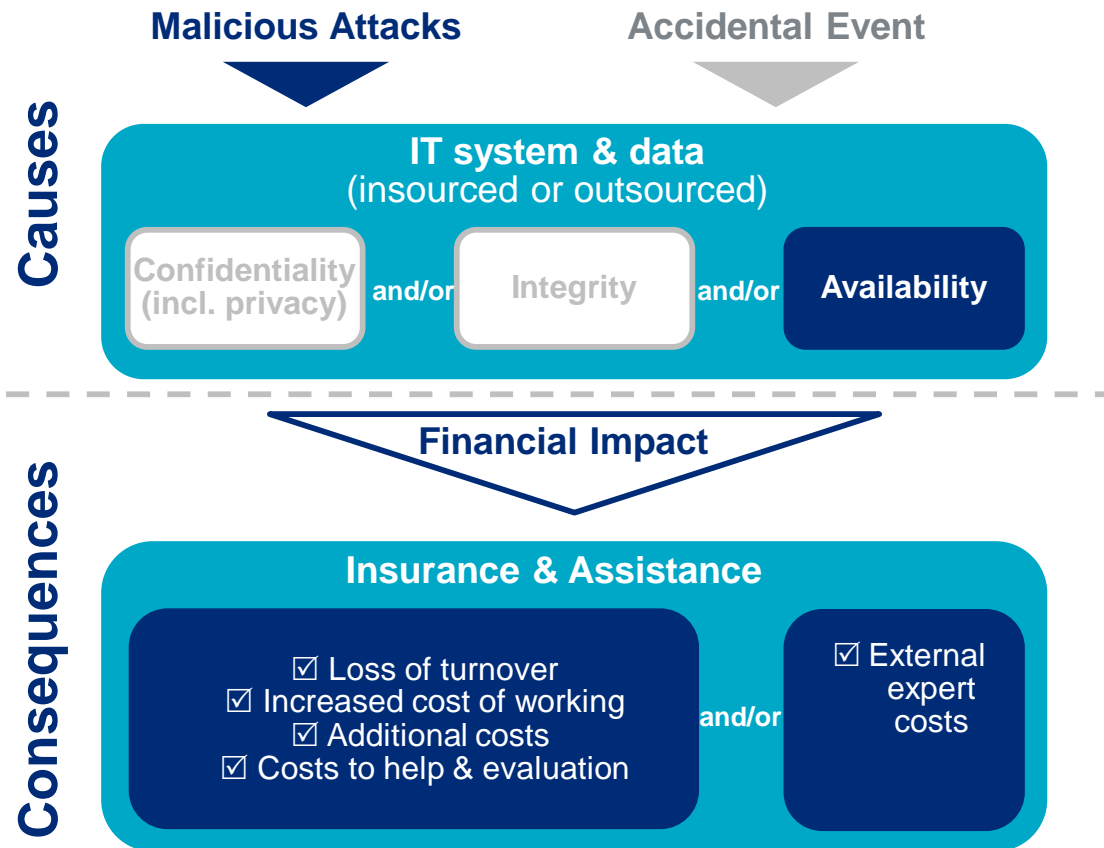 Malicious Attacks
Accidental Event
Causes
IT system & data
(insourced or outsourced)
Confidentiality
(incl. privacy)
and/or
Integrity
and/or
Availability
Financial Impact
Consequences
Insurance & Assistance
☑ Loss of turnover
☑ Increased cost of working
☑ Additional costs
☑ Costs to help & evaluation
and/or
☑ External
expert
costs